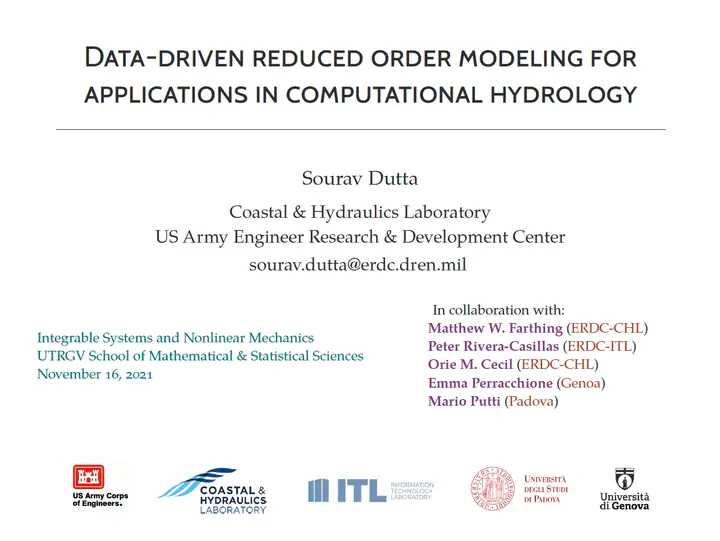 DATA-DRIVEN REDUCED ORDER MODELING FOR
APPLICATIONS IN COMPUTATIONAL HYDROLOGY
Sourav Dutta
Coastal & Hydraulics Laboratory
US Army Engineer Research & Development Center
sourav.dutta@erdc.dren.mil
Integrable Systems and Nonlinear Mechanics
UTRGV School of Mathematical & Statistical Sciences
November 16, 2021
In collaboration with:
Matthew W. Farthing (ERDC-CHL)
Peter Rivera-Casillas (ERDC-ITL)
Orie M. Cecil (ERDC-CHL)
Emma Perracchione (Genoa)
Mario Putti (Padova)
US Army Corps
of Engineers.
COASTAL &
HYDRAULICS
LABORATORY
ITL
INFORMATION
TECHNOLOGY
LABORATORY
UNIVERSITÀ
DEGLI STUDI
DI PADOVA
Università
di Genova